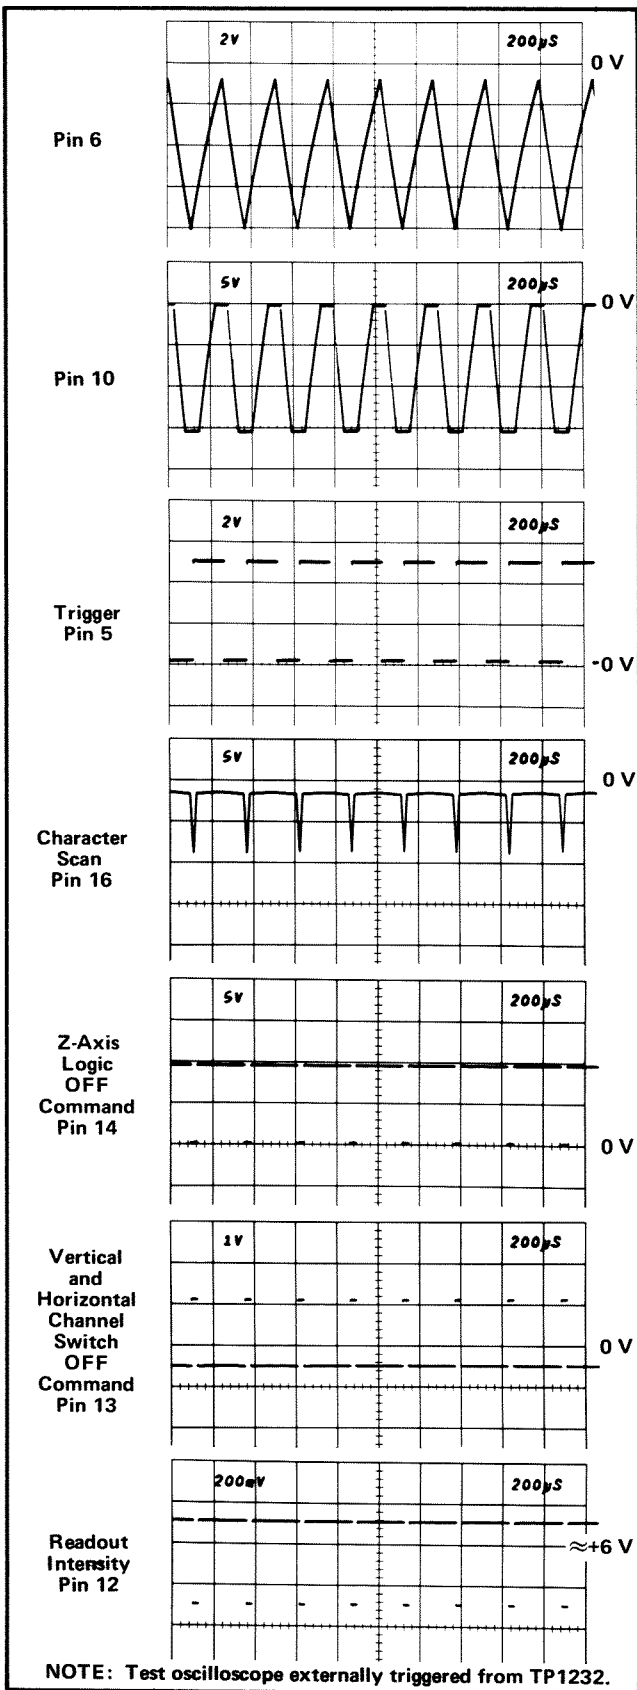 2V 200µS
0 V
Pin 6
5V 200µS
0 V
Pin 10
2V 200µS
Trigger
Pin 5
-0 V
5V 200µS
0 V
Character
Scan
Pin 16
5V 200µS
Z-Axis
Logic
OFF
Command
Pin 14
0 V
1V 200µS
Vertical
and
Horizontal
Channel
Switch
OFF
Command
Pin 13
0 V
200mV 200µS
Readout
Intensity
Pin 12
≈+6 V
NOTE: Test oscilloscope externally triggered from TP1232.